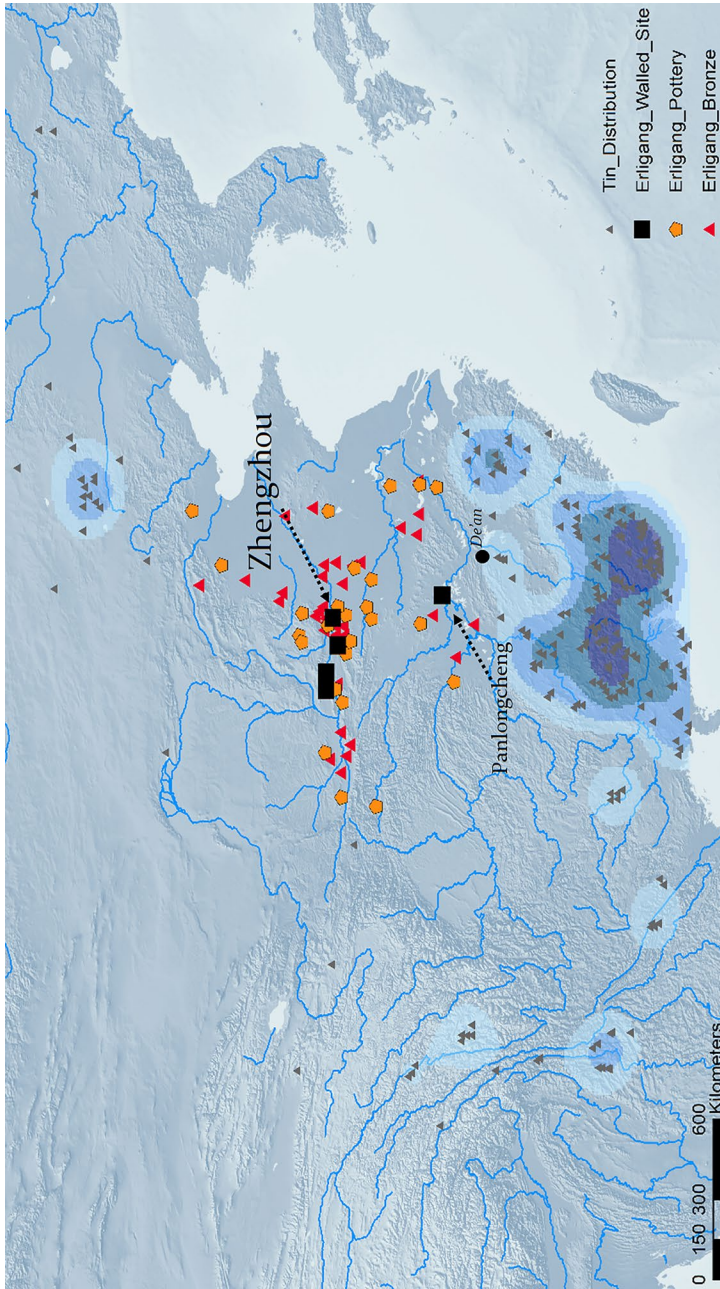 Zhengzhou
De'an
Panlongcheng
Tin_Distribution
Erligang_Walled_Site
Erligang_Pottery
Erligang_Bronze
0 150 300 600
Kilometers